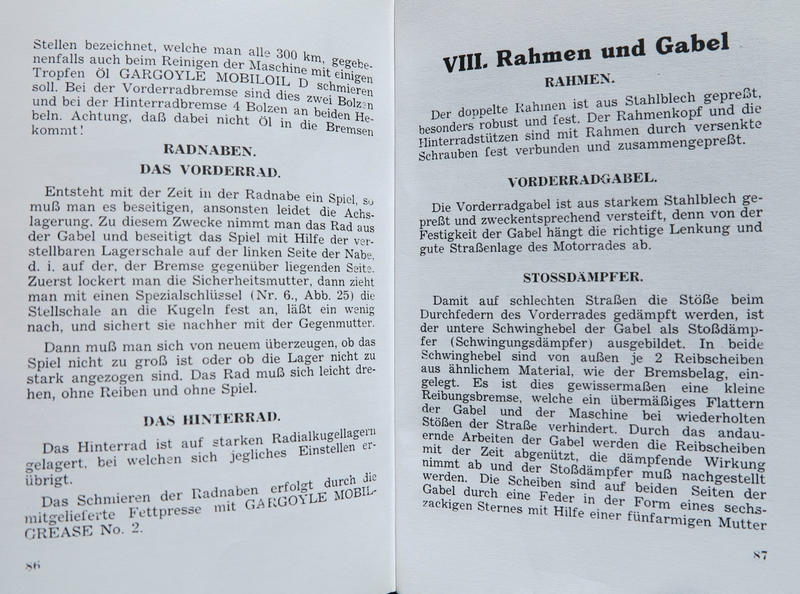 Stellen bezeichnet, welche man alle 300 km, gegebe-
nenfalls auch beim Reinigen der Maschine mit einigen
Tropfen Öl GARGOYLE MOBILOIL D schmieren
soll. Bei der Vorderradbremse sind dies zwei Bolzen
und bei der Hinterradbremse 4 Bolzen an beiden He-
beln. Achtung, daß dabei nicht Öl in die Bremsen
kommt!
RADNABEN.
DAS VORDERRAD.
Entsteht mit der Zeit in der Radnabe ein Spiel, so
muß man es beseitigen, ansonsten leidet die Achs-
lagerung. Zu diesem Zwecke nimmt man das Rad aus
der Gabel und beseitigt das Spiel mit Hilfe der ver-
stellbaren Lagerschale auf der linken Seite der Nabe,
d. i. auf der, der Bremse gegenüber liegenden Seite.
Zuerst lockert man die Sicherheitsmutter, dann zieht
man mit einen Spezialschlüssel (Nr. 6., Abb. 25) die
Stellschale an die Kugeln fest an, läßt ein wenig
nach, und sichert sie nachher mit der Gegenmutter.
Dann muß man sich von neuem überzeugen, ob das
Spiel nicht zu groß ist oder ob die Lager nicht zu
stark angezogen sind. Das Rad muß sich leicht dre-
hen, ohne Reiben und ohne Spiel.
DAS HINTERRAD.
Das Hinterrad ist auf starken Radialkugellagern
gelagert, bei welchen sich jegliches Einstellen er-
übrigt.
Das Schmieren der Radnaben erfolgt durch die
mitgelieferte Fettpresse mit GARGOYLE MOBIL-
GREASE No. 2.
86
VIII. Rahmen und Gabel
RAHMEN.
Der doppelte Rahmen ist aus Stahlblech gepreßt,
besonders robust und fest. Der Rahmenkopf und die
Hinterradstützen sind mit Rahmen durch versenkte
Schrauben fest verbunden und zusammengepreßt.
VORDERRADGABEL.
Die Vorderradgabel ist aus starkem Stahlblech ge-
preßt und zweckentsprechend versteift, denn von der
Festigkeit der Gabel hängt die richtige Lenkung und
gute Straßenlage des Motorrades ab.
STOSSDÄMPFER.
Damit auf schlechten Straßen die Stöße beim
Durchfedern des Vorderrades gedämpft werden, ist
der untere Schwinghebel der Gabel als Stoßdämp-
fer (Schwingungsdämpfer) ausgebildet. In beide
Schwinghebel sind von außen je 2 Reibscheiben
aus ähnlichem Material, wie der Bremsbelag, ein-
gelegt. Es ist dies gewissermaßen eine kleine
Reibungsbremse, welche ein übermäßiges Flattern
der Gabel und der Maschine bei wiederholten
Stößen der Straße verhindert. Durch das andau-
ernde Arbeiten der Gabel werden die Reibscheiben
mit der Zeit abgenützt, die dämpfende Wirkung
nimmt ab und der Stoßdämpfer muß nachgestellt
werden. Die Scheiben sind auf beiden Seiten der
Gabel durch eine Feder in der Form eines sechs-
zackigen Sternes mit Hilfe einer fünfarmigen Mutter
87